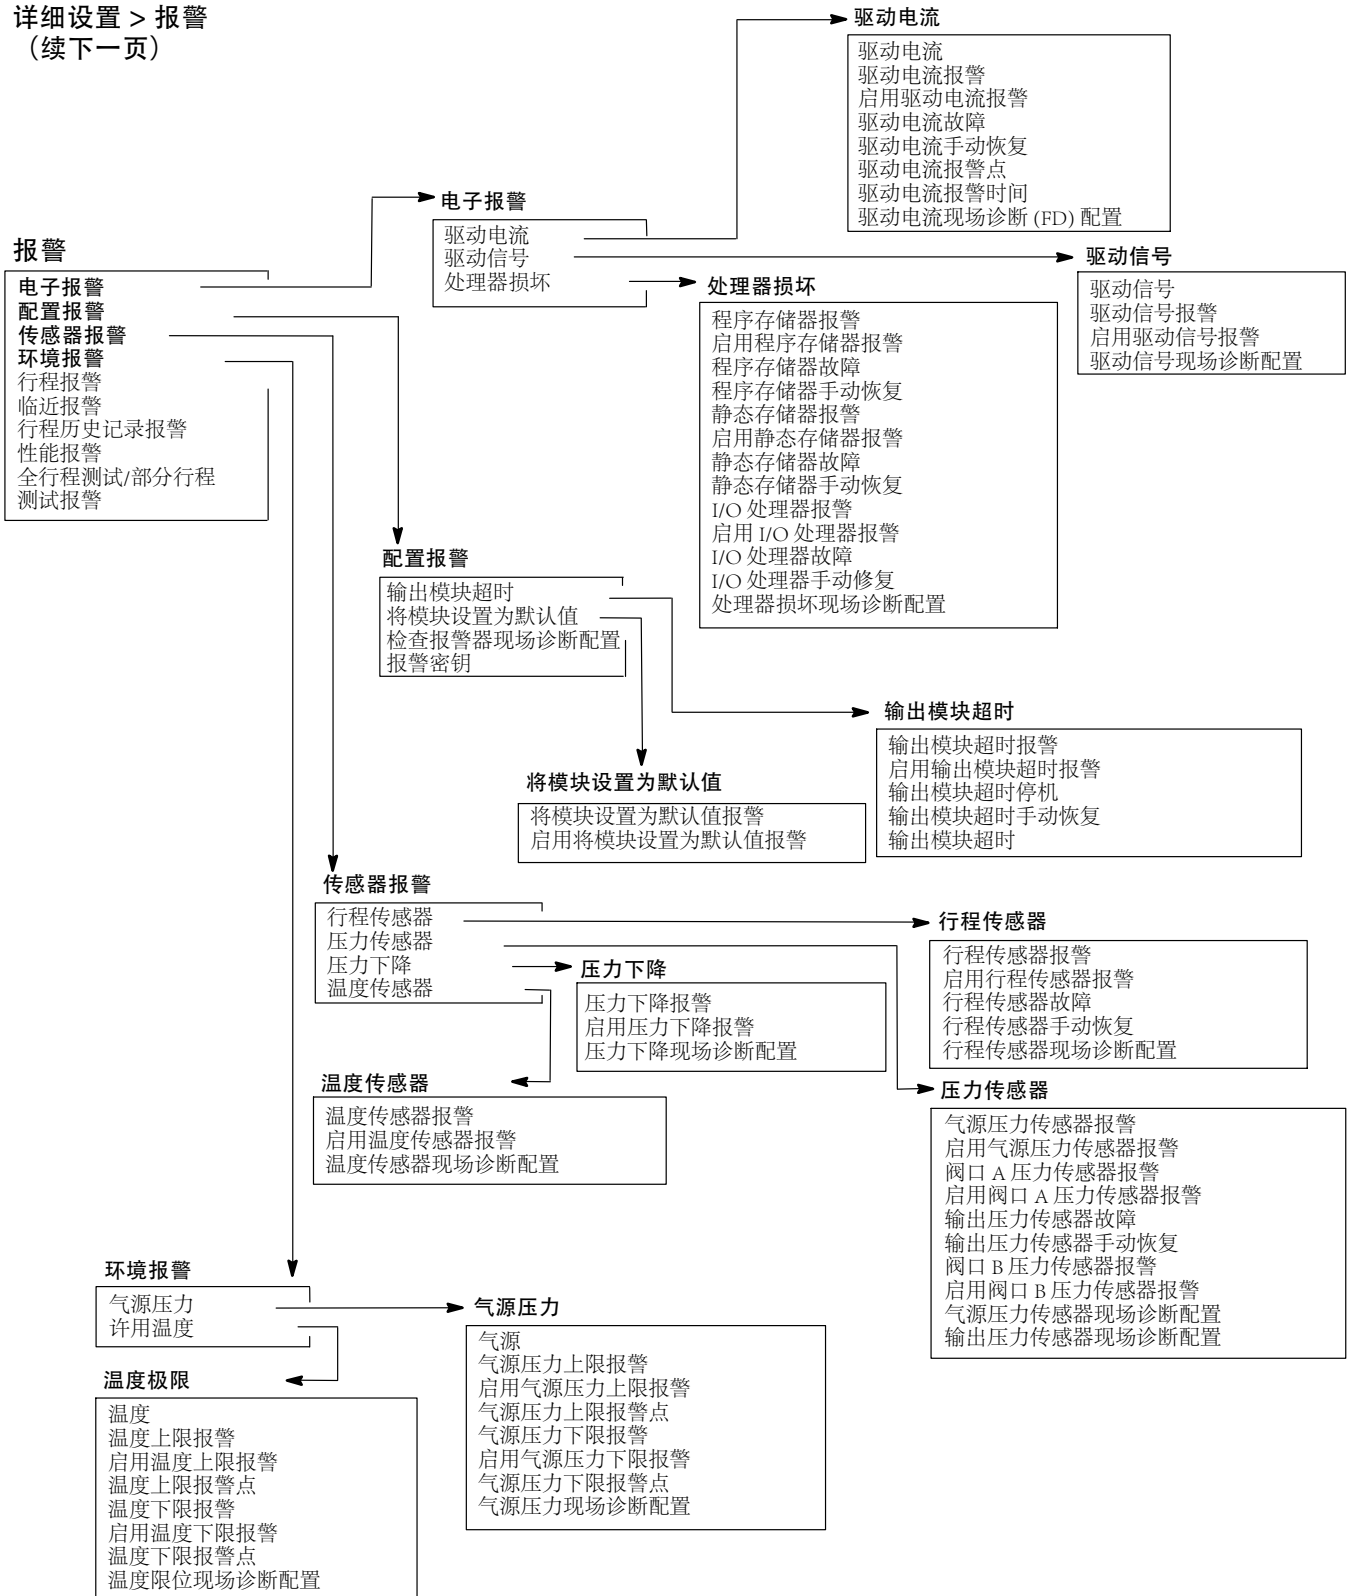 详细设置 > 报警
（续下一页）
驱动电流
驱动电流
驱动电流报警
启用驱动电流报警
驱动电流故障
驱动电流手动恢复
驱动电流报警点
驱动电流报警时间
驱动电流现场诊断 (FD) 配置
电子报警
驱动电流
驱动信号
处理器损坏
报警
电子报警
配置报警
传感器报警
环境报警
行程报警
临近报警
行程历史记录报警
性能报警
全行程测试/部分行程
测试报警
驱动信号
驱动信号
驱动信号报警
启用驱动信号报警
驱动信号现场诊断配置
处理器损坏
程序存储器报警
启用程序存储器报警
程序存储器故障
程序存储器手动恢复
静态存储器报警
启用静态存储器报警
静态存储器故障
静态存储器手动恢复
I/O 处理器报警
启用 I/O 处理器报警
I/O 处理器故障
I/O 处理器手动修复
处理器损坏现场诊断配置
配置报警
输出模块超时
将模块设置为默认值
检查报警器现场诊断配置
报警密钥
输出模块超时
输出模块超时报警
启用输出模块超时报警
输出模块超时停机
输出模块超时手动恢复
输出模块超时
将模块设置为默认值
将模块设置为默认值报警
启用将模块设置为默认值报警
传感器报警
行程传感器
压力传感器
压力下降
温度传感器
行程传感器
行程传感器报警
启用行程传感器报警
行程传感器故障
行程传感器手动恢复
行程传感器现场诊断配置
压力下降
压力下降报警
启用压力下降报警
压力下降现场诊断配置
温度传感器
温度传感器报警
启用温度传感器报警
温度传感器现场诊断配置
压力传感器
气源压力传感器报警
启用气源压力传感器报警
阀口 A 压力传感器报警
启用阀口 A 压力传感器报警
输出压力传感器故障
输出压力传感器手动恢复
阀口 B 压力传感器报警
启用阀口 B 压力传感器报警
气源压力传感器现场诊断配置
输出压力传感器现场诊断配置
环境报警
气源压力
许用温度
气源压力
气源
气源压力上限报警
启用气源压力上限报警
气源压力上限报警点
气源压力下限报警
启用气源压力下限报警
气源压力下限报警点
气源压力现场诊断配置
温度极限
温度
温度上限报警
启用温度上限报警
温度上限报警点
温度下限报警
启用温度下限报警
温度下限报警点
温度限位现场诊断配置